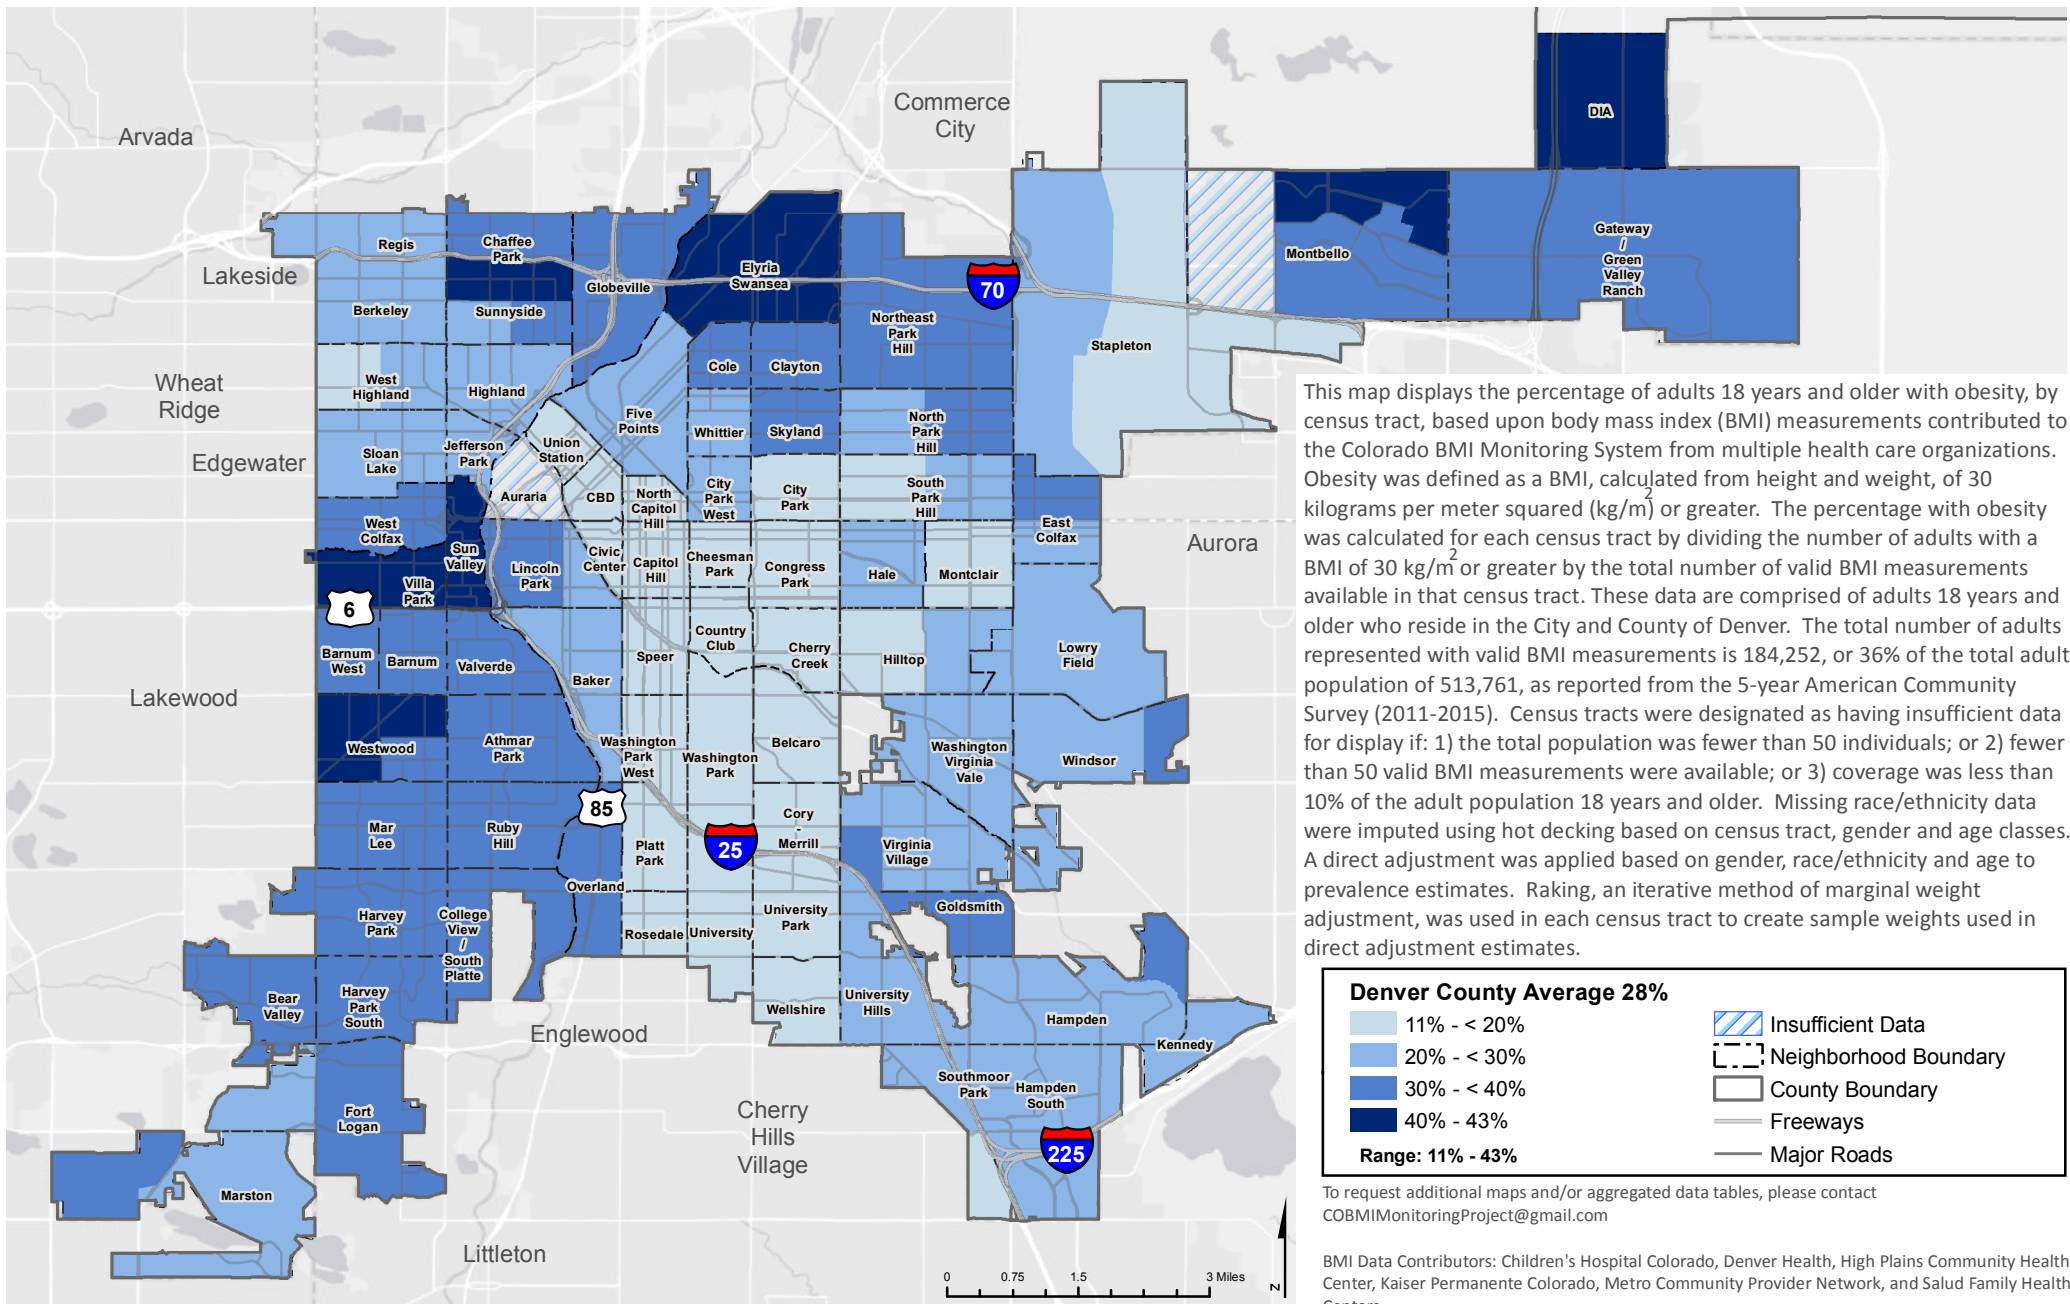 Arvada
Commerce
City
DIA
Regis
Chaffee
Park
Lakeside
Globeville
Elyria
Swansea
70
Montbello
Gateway
/
Green
Valley
Ranch
Berkeley
Sunnyside
Northeast
Park
Hill
Stapleton
Wheat
Ridge
West
Highland
Highland
Cole
Clayton
Five
Points
Whittier
Skyland
North
Park
Hill
Edgewater
Sloan
Lake
Jefferson
Park
Union
Station
Auraria
CBD
North
Capitol
Hill
City
Park
West
City
Park
South
Park
Hill
West
Colfax
East
Colfax
Aurora
Sun
Valley
Villa
Park
Lincoln
Park
Civic
Center
Capitol
Hill
Cheesman
Park
Congress
Park
Hale
Montclair
6
Barnum
West
Barnum
Valverde
Baker
Speer
Country
Club
Cherry
Creek
Hilltop
Lowry
Field
Lakewood
Westwood
Athmar
Park
Washington
Park
West
Washington
Park
Belcaro
Washington
Virginia
Vale
Windsor
85
Mar
Lee
Ruby
Hill
Platt
Park
25
Cory
-
Merrill
Virginia
Village
Overland
Harvey
Park
College
View
/
South
Platte
Rosedale
University
University
Park
Goldsmith
Bear
Valley
Harvey
Park
South
Englewood
Wellshire
University
Hills
Hampden
Kennedy
Southmoor
Park
Hampden
South
Fort
Logan
Cherry
Hills
Village
225
Marston
Littleton
0 0.75 1.5 3 Miles
N
This map displays the percentage of adults 18 years and older with obesity, by
census tract, based upon body mass index (BMI) measurements contributed to
the Colorado BMI Monitoring System from multiple health care organizations.
Obesity was defined as a BMI, calculated from height and weight, of 30
kilograms per meter squared (kg/m2) or greater.  The percentage with obesity
was calculated for each census tract by dividing the number of adults with a
BMI of 30 kg/m2 or greater by the total number of valid BMI measurements
available in that census tract. These data are comprised of adults 18 years and
older who reside in the City and County of Denver.  The total number of adults
represented with valid BMI measurements is 184,252, or 36% of the total adult
population of 513,761, as reported from the 5-year American Community
Survey (2011-2015).  Census tracts were designated as having insufficient data
for display if: 1) the total population was fewer than 50 individuals; or 2) fewer
than 50 valid BMI measurements were available; or 3) coverage was less than
10% of the adult population 18 years and older.  Missing race/ethnicity data
were imputed using hot decking based on census tract, gender and age classes.
A direct adjustment was applied based on gender, race/ethnicity and age to
prevalence estimates.  Raking, an iterative method of marginal weight
adjustment, was used in each census tract to create sample weights used in
direct adjustment estimates.
Denver County Average 28%
11% - < 20%
20% - < 30%
30% - < 40%
40% - 43%
Range: 11% - 43%
Insufficient Data
Neighborhood Boundary
County Boundary
Freeways
Major Roads
To request additional maps and/or aggregated data tables, please contact
COBMIMonitoringProject@gmail.com
BMI Data Contributors: Children's Hospital Colorado, Denver Health, High Plains Community Health
Center, Kaiser Permanente Colorado, Metro Community Provider Network, and Salud Family Health